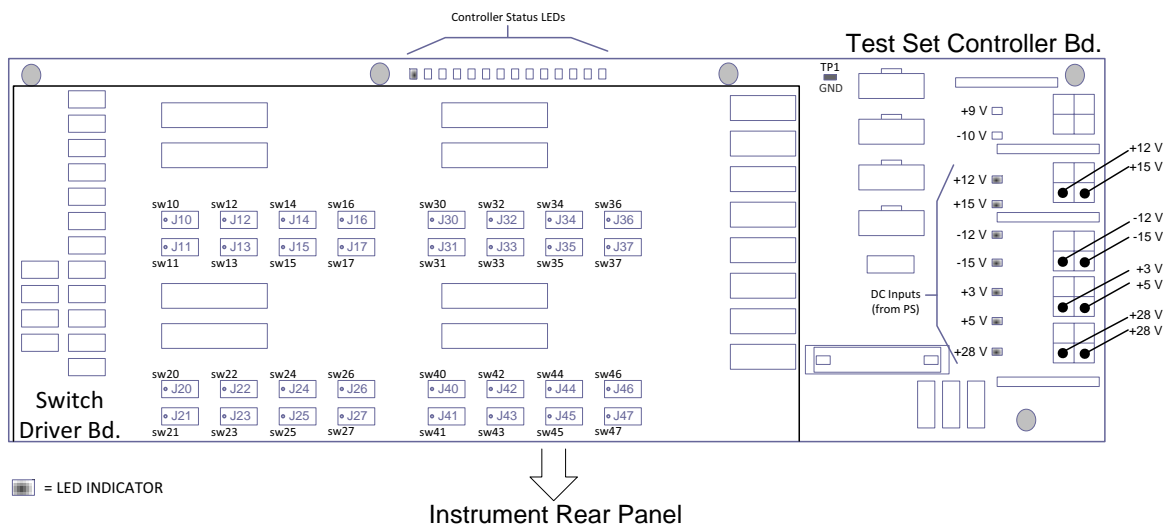 Controller Status LEDs
Test Set Controller Bd.
TP1
GND
+9 V
-10 V
+12 V
+15 V
+12 V
+15 V
-12 V
-15 V
-12 V
-15 V
+3 V
+5 V
+3 V
+5 V
+28 V
+28 V
+28 V
DC Inputs
(from PS)
sw10 sw12 sw14 sw16 sw30 sw32 sw34 sw36
J10 J12 J14 J16 J30 J32 J34 J36
J11 J13 J15 J17 J31 J33 J35 J37
sw11 sw13 sw15 sw17 sw31 sw33 sw35 sw37
sw20 sw22 sw24 sw26 sw40 sw42 sw44 sw46
J20 J22 J24 J26 J40 J42 J44 J46
J21 J23 J25 J27 J41 J43 J45 J47
sw21 sw23 sw25 sw27 sw41 sw43 sw45 sw47
Switch
Driver Bd.
= LED INDICATOR
Instrument Rear Panel